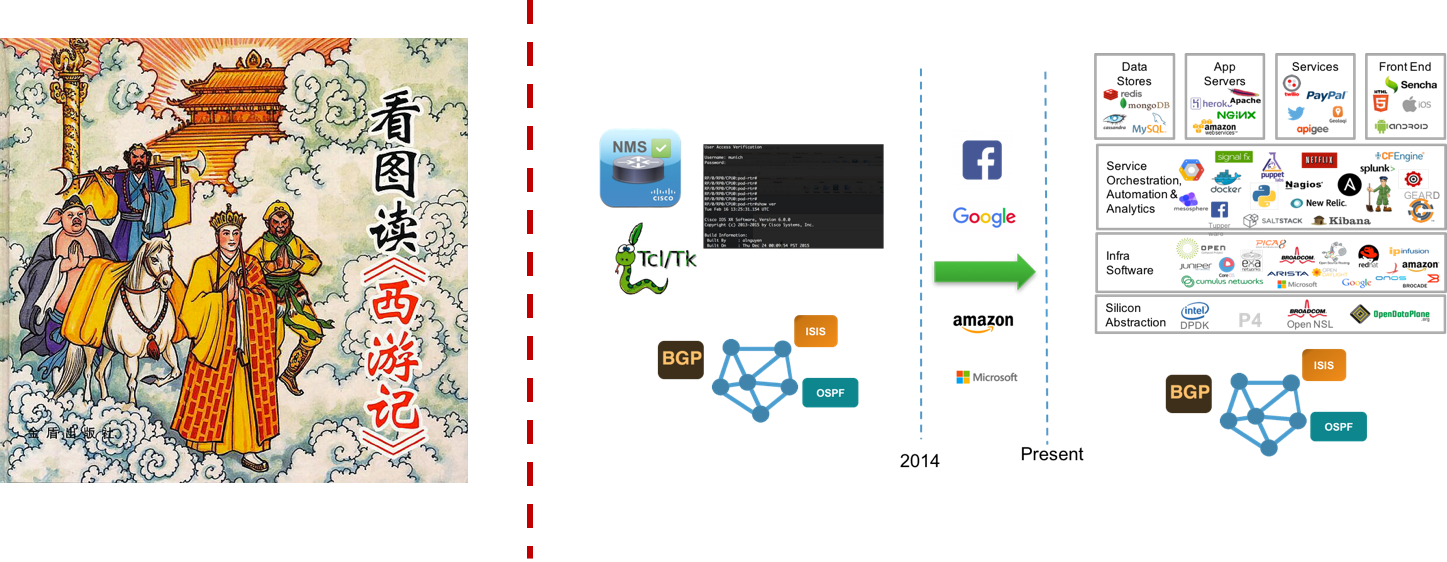 看图读
《西游记》
金盾出版社
NMS
CISCO
User Access Verification
Username: munich
Password:
RP/0/RP0/CPU0:pod-rtr#
RP/0/RP0/CPU0:pod-rtr#
RP/0/RP0/CPU0:pod-rtr#
RP/0/RP0/CPU0:pod-rtr#
RP/0/RP0/CPU0:pod-rtr#
RP/0/RP0/CPU0:pod-rtr#show ver
Tue Feb 16 13:25:31.154 UTC
Cisco IOS XR Software, Version 6.0.0
Copyright (c) 2013-2015 by Cisco Systems, Inc.
Build Information:
Built By : alnguyen
Built On : Thu Dec 24 00:09:54 PST 2015
Tcl/Tk
BGP
ISIS
OSPF
2014
Google
amazon
Microsoft
Present
Data
Stores
redis
mongoDB
cassandra
MySQL
App
Servers
Apache
heroku
NGiNX
amazon
webservices
Services
twilio
PayPal
Geoloqi
apigee
Front End
Sencha
HTML
5
iOS
ANDROID
Service
Orchestration,
Automation &
Analytics
signal fx
docker
mesosphere
Tupper
ware
puppet
labs
NETFLIX
Nagios
New Relic.
SALTSTACK
Kibana
CFEngine
splunk>
GEARD
Infra
Software
OPEN
PICA8
BROADCOM
redhat
ipinfusion
JUNIPER
CoreOS
exa
networks
ARISTA
OPEN
amazon
cumulus networks
Microsoft
Google
ONOS
BROCADE
Silicon
Abstraction
intel
DPDK
P4
BROADCOM
Open NSL
OpenDataPlane
.org
BGP
ISIS
OSPF